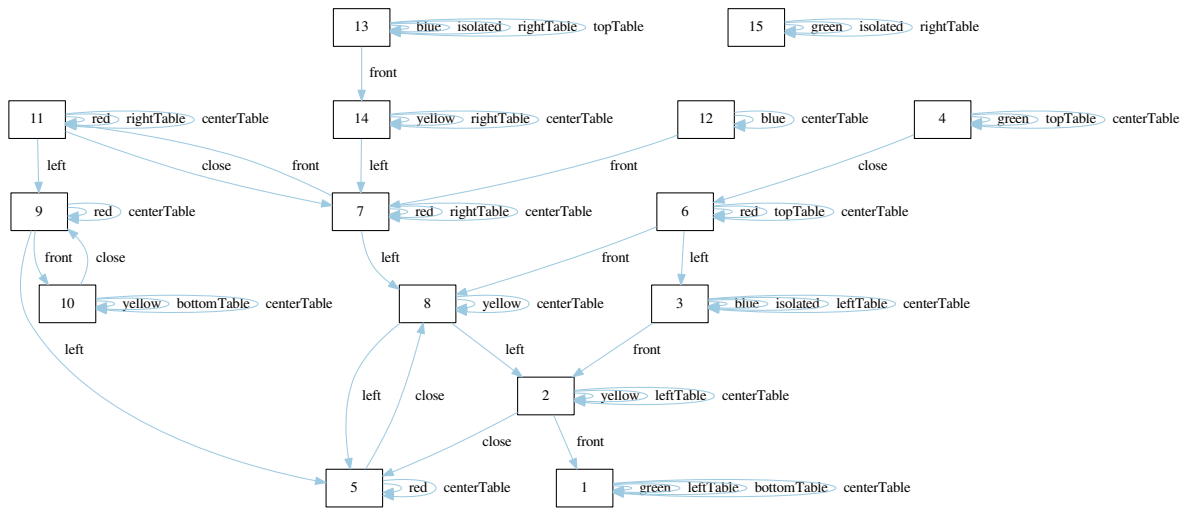 13 blue isolated rightTable topTable 15 green isolated rightTable
front
11 red rightTable centerTable 14 yellow rightTable centerTable 12 blue centerTable 4 green topTable centerTable
left close front left front close
9 red centerTable 7 red rightTable centerTable 6 red topTable centerTable
front close left front left
10 yellow bottomTable centerTable 8 yellow centerTable 3 blue isolated leftTable centerTable
left left front
left close 2 yellow leftTable centerTable
close front
5 red centerTable 1 green leftTable bottomTable centerTable